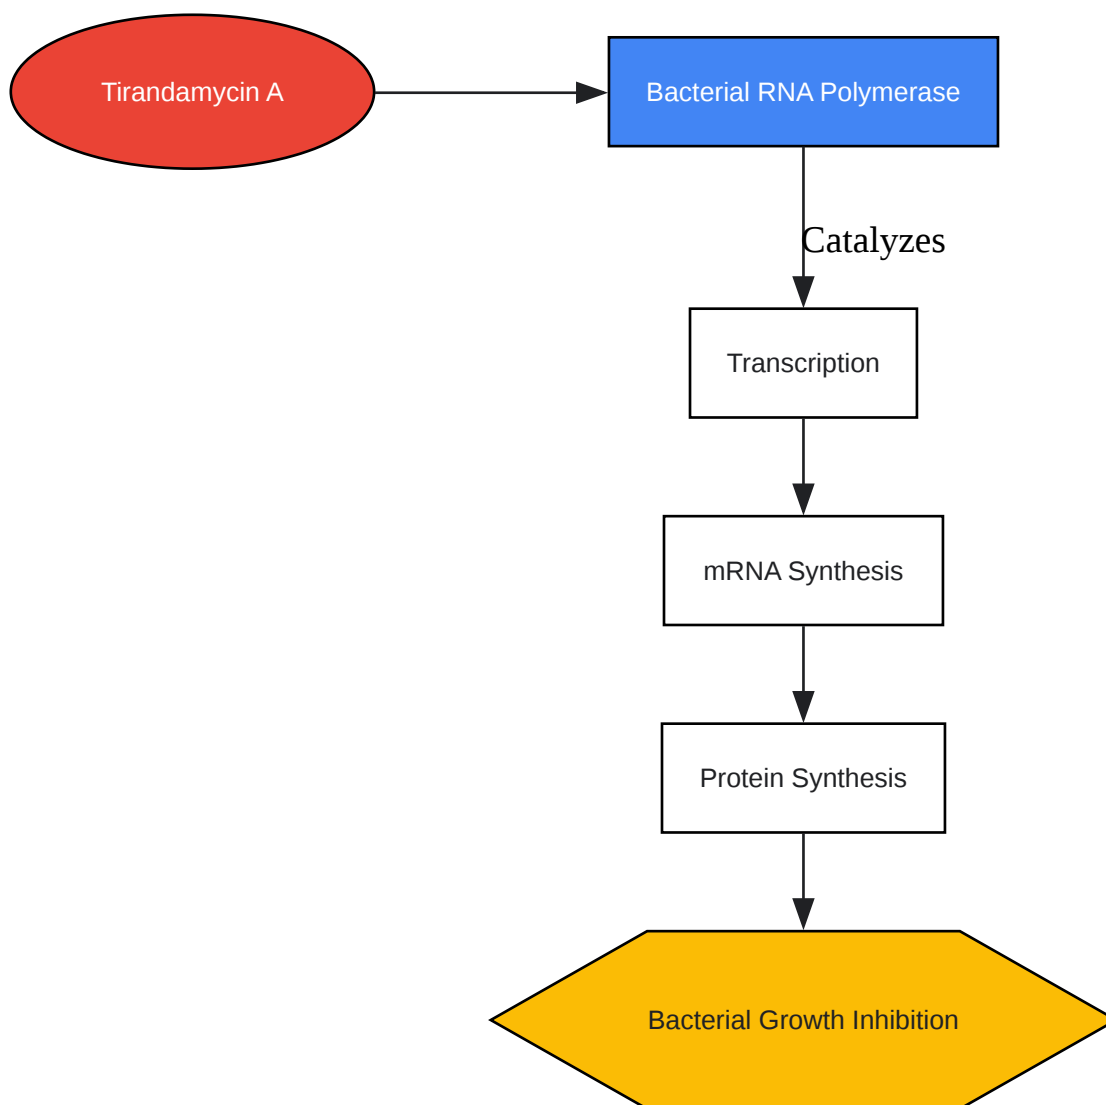 Tirandamycin A
Bacterial RNA Polymerase
Catalyzes
Transcription
mRNA Synthesis
Protein Synthesis
Bacterial Growth Inhibition